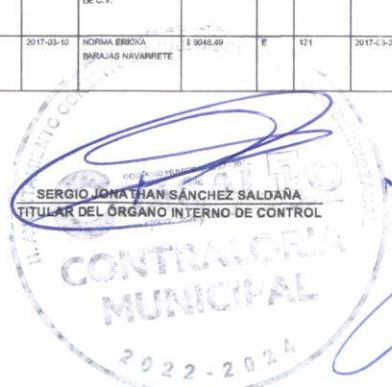 DE C.V.
2017-03-10 NORMA ERICKA $ 9046.49 E 121
BARAJAS NAVARRETE
SERGIO JONATHAN SÁNCHEZ SALDAÑA
TITULAR DEL ÓRGANO INTERNO DE CONTROL
CONTRALORIA
MUNICIPAL
2022-2024